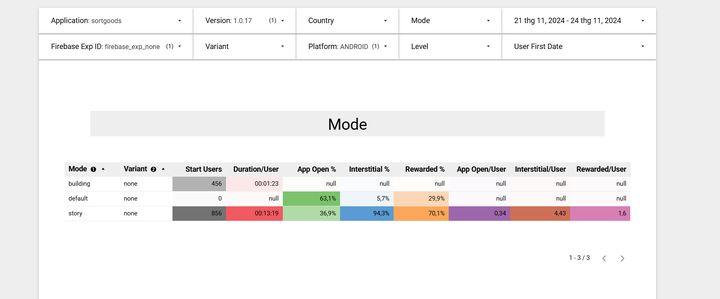 Application: sortgoods Version: 1.0.17 (1) Country Mode 21 thg 11, 2024 - 24 thg 11, 2024
Firebase Exp ID: firebase_exp_none (1) Variant Platform: ANDROID (1) Level User First Date
Mode
Mode 1 Variant 2 Start Users Duration/User App Open % Interstitial % Rewarded % App Open/User Interstitial/User Rewarded/User
building none 456 00:01:23 null null null null null null
default none 0 null 63,1% 5,7% 29,9% null null null
story none 856 00:13:19 36,9% 94,3% 70,1% 0,34 4,43 1,6
1 - 3 / 3